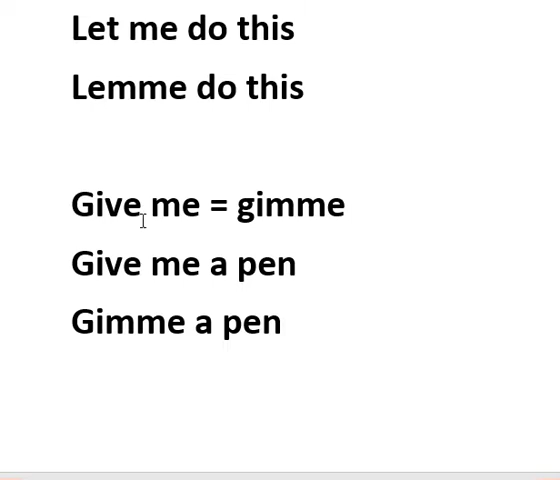 Let me do this
Lemme do this
Give me = gimme
Give me a pen
Gimme a pen